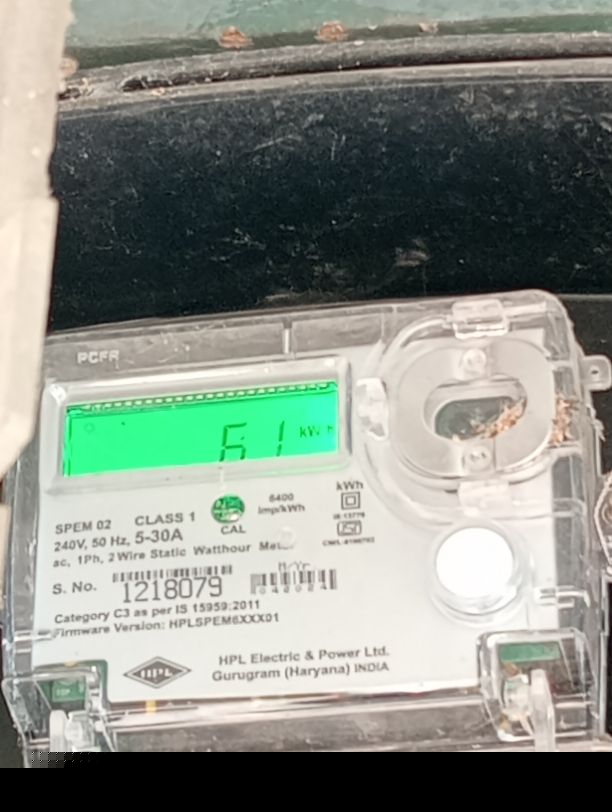 PCFR
61 kWh
SPEM 02 CLASS 1
CAL
6400
imp/kWh
kWh
240V, 50 Hz, 5-30A
ac, 1Ph, 2 Wire Static Watthour
S. No. 1218079
M/Yr.
Category C3 as per IS 15959:2011
Firmware Version: HPLSPEM6XXX01
HPL
HPL Electric & Power Ltd.
Gurugram (Haryana) INDIA